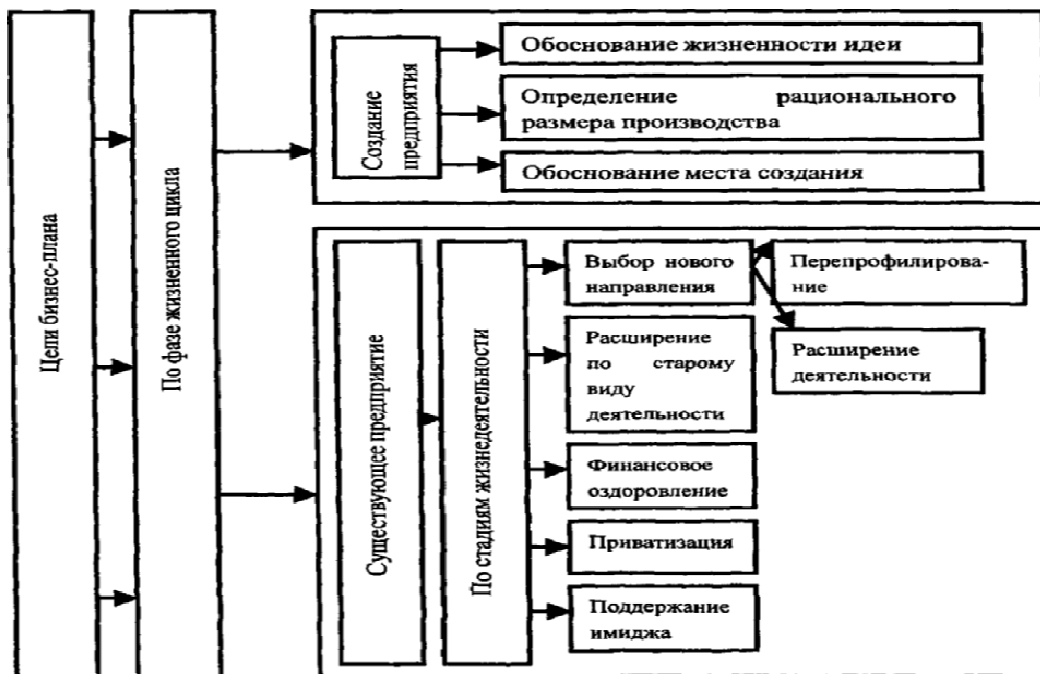 Цели бизнес-плана
По фазе жизненного цикла
Создание
предприятия
Обоснование жизненности идеи
Определение рационального
размера производства
Обоснование места создания
Существующее предприятие
По стадиям жизнедеятельности
Выбор нового
направления
Перепрофилирова-
ние
Расширение
деятельности
Расширение
по старому
виду
деятельности
Финансовое
оздоровление
Приватизация
Поддержание
имиджа